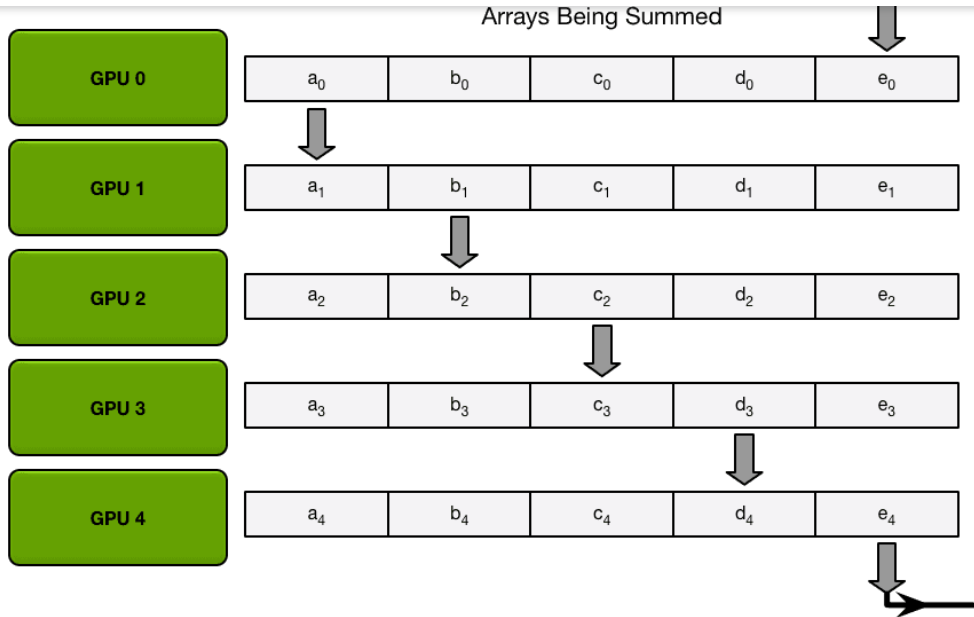 Arrays Being Summed
GPU 0 a₀ b₀ c₀ d₀ e₀
GPU 1 a₁ b₁ c₁ d₁ e₁
GPU 2 a₂ b₂ c₂ d₂ e₂
GPU 3 a₃ b₃ c₃ d₃ e₃
GPU 4 a₄ b₄ c₄ d₄ e₄